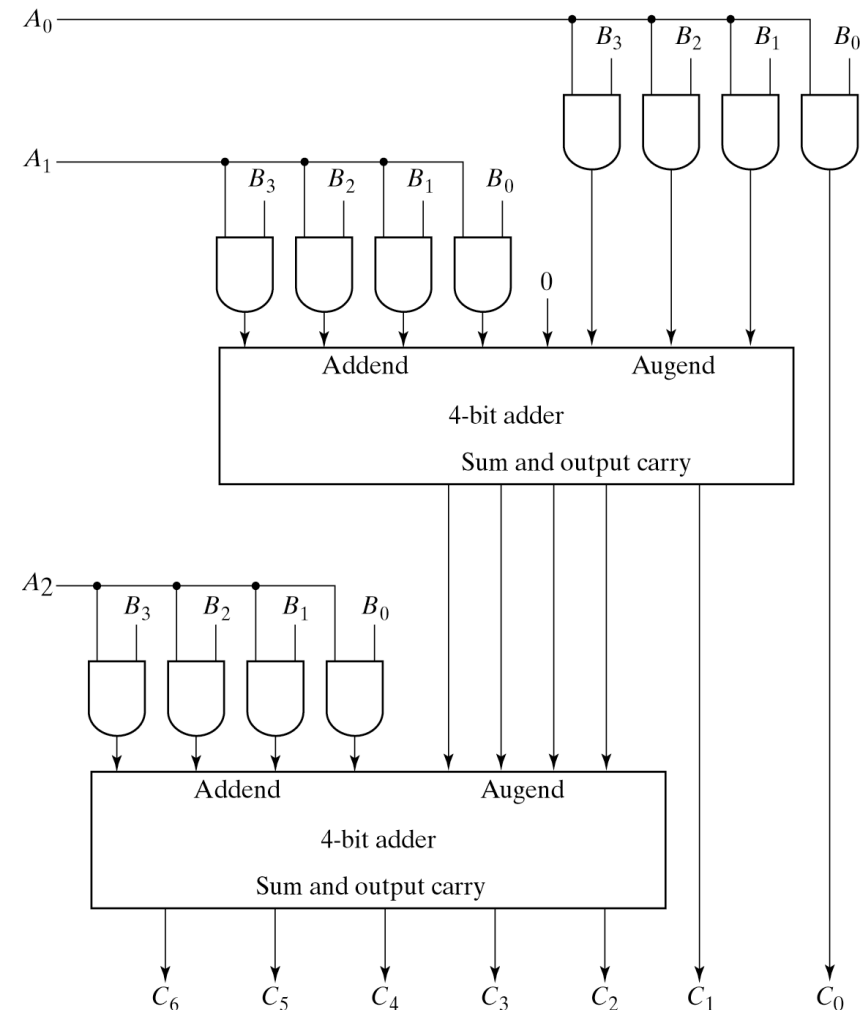 A₀
B₃ B₂ B₁ B₀
A₁
B₃ B₂ B₁ B₀
0
Addend Augend
4-bit adder
Sum and output carry
A₂
B₃ B₂ B₁ B₀
Addend Augend
4-bit adder
Sum and output carry
C₆ C₅ C₄ C₃ C₂ C₁ C₀